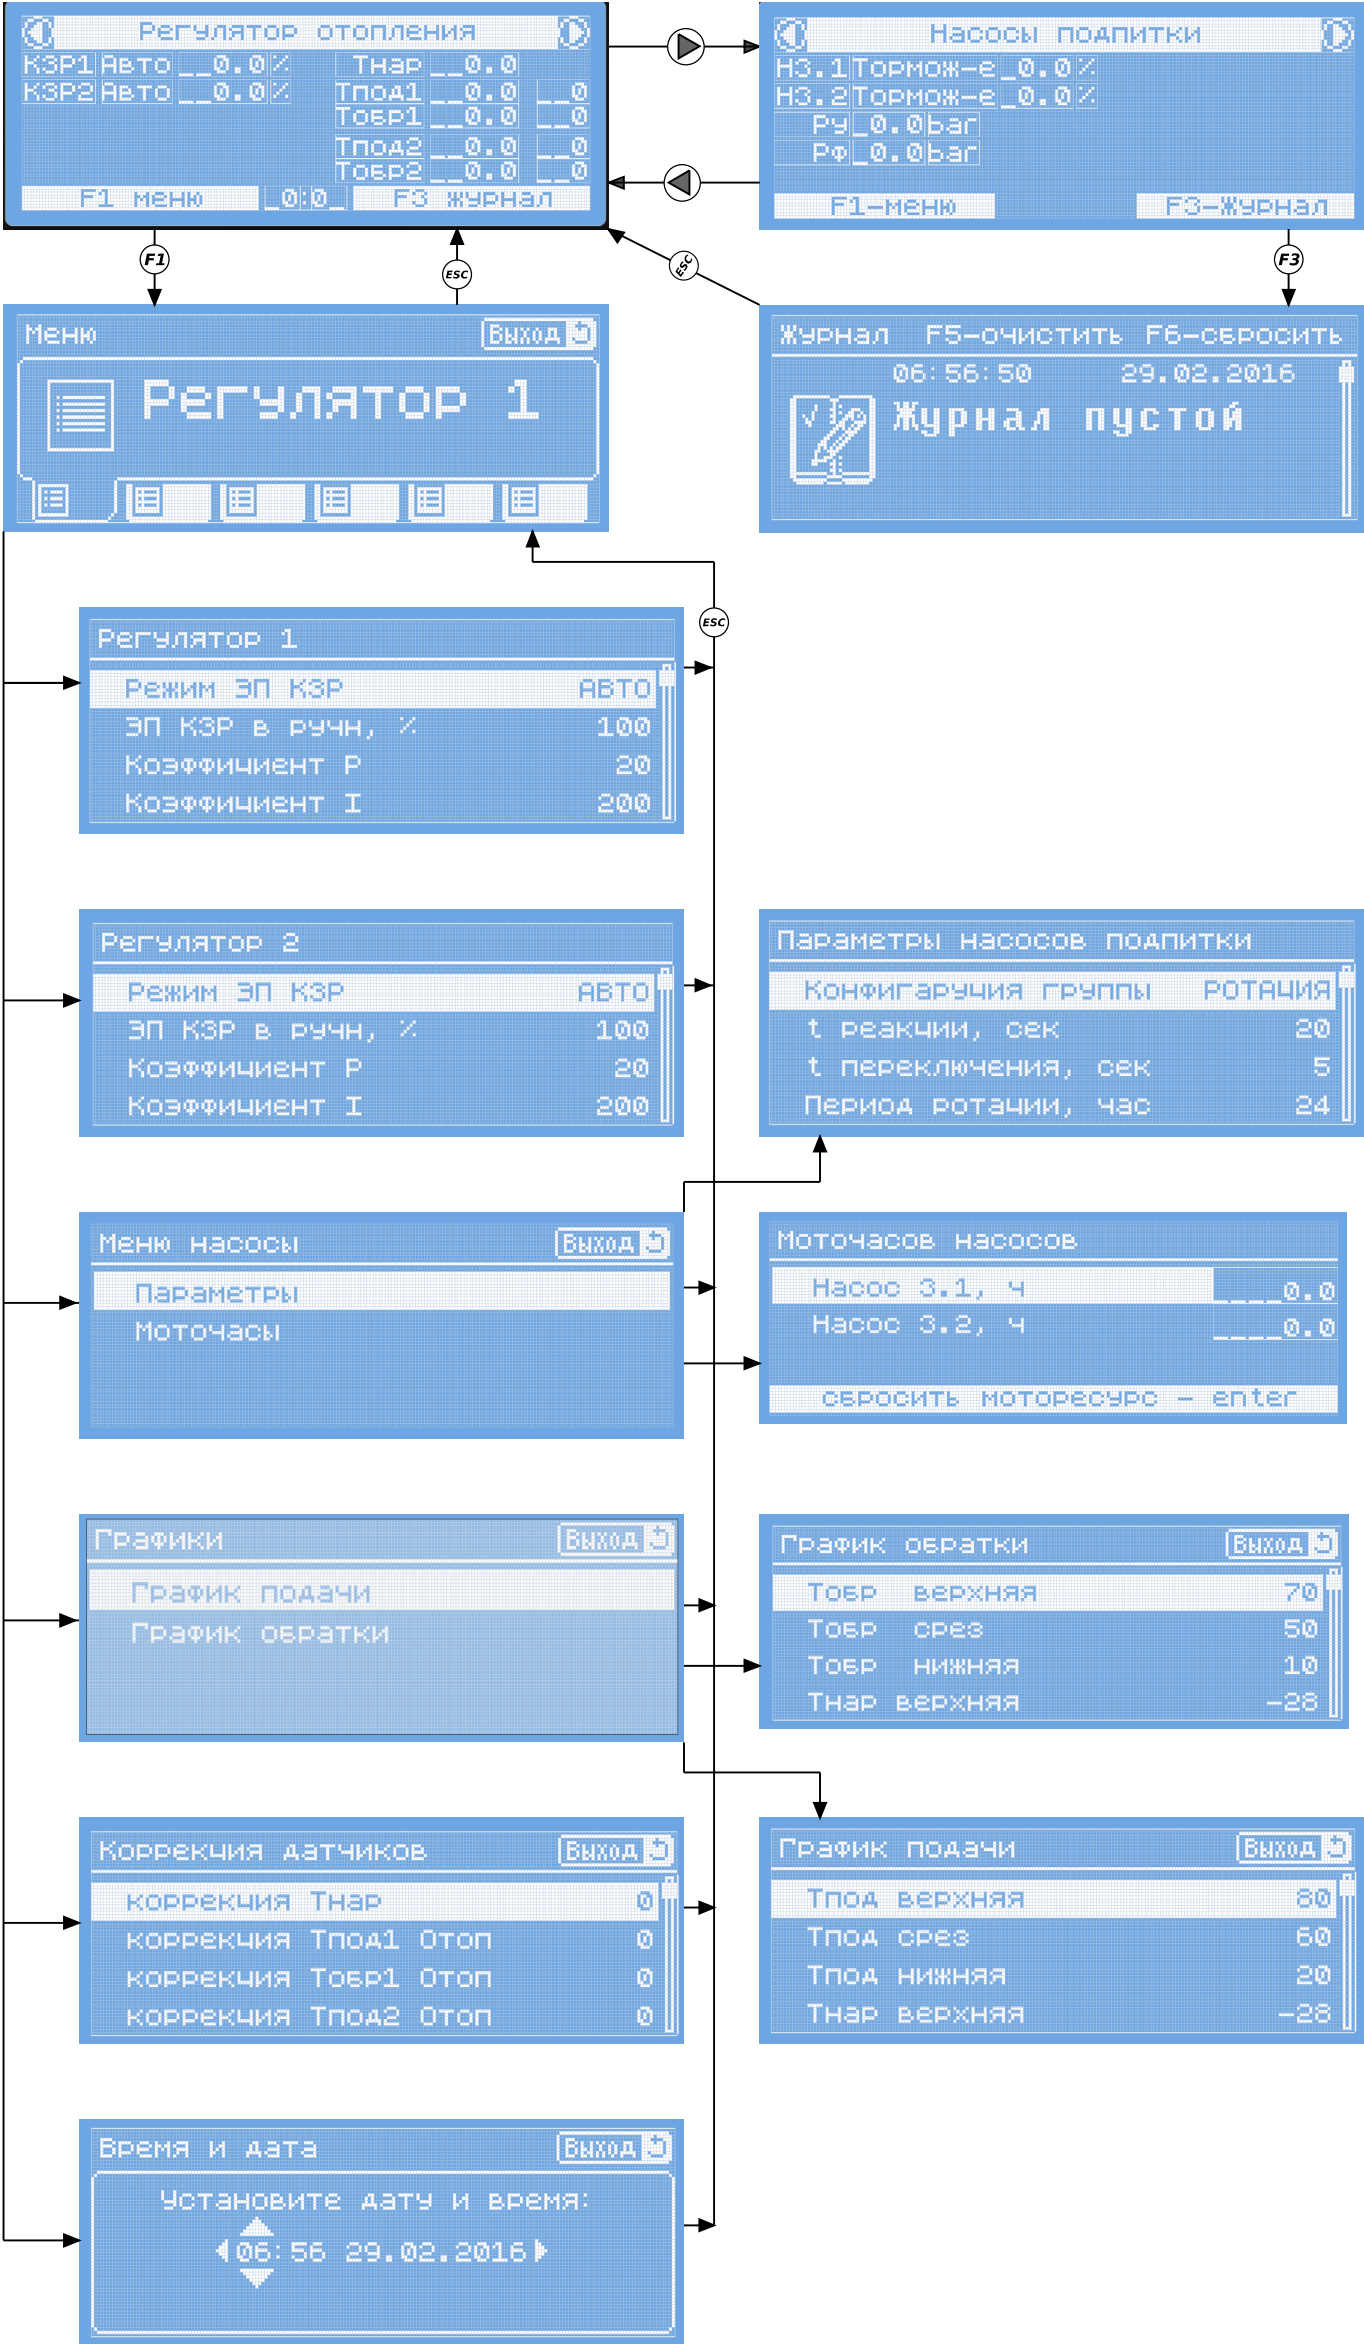 Регулятор отопления
КЗР1 Авто __0.0 % Тнар __0.0
КЗР2 Авто __0.0 % Тпод1 __0.0 __0
Тобр1 __0.0 __0
Тпод2 __0.0 __0
Тобр2 __0.0 __0
F1 меню _0:0_ F3 журнал
Насосы подпитки
Н3.1 Тормож-е _0.0 %
Н3.2 Тормож-е _0.0 %
Ру _0.0 bar
Рф _0.0 bar
F1-меню F3-Журнал
F1
ESC
ESC
F3
Меню Выход
Регулятор 1
Журнал F5-очистить F6-сбросить
06:56:50 29.02.2016
Журнал пустой
ESC
Регулятор 1
Режим ЭП КЗР АВТО
ЭП КЗР в ручн, % 100
Коэффициент P 20
Коэффициент I 200
Регулятор 2
Режим ЭП КЗР АВТО
ЭП КЗР в ручн, % 100
Коэффициент P 20
Коэффициент I 200
Параметры насосов подпитки
Конфигаруция группы РОТАЦИЯ
t реакции, сек 20
t переключения, сек 5
Период ротации, час 24
Меню насосы Выход
Параметры
Моточасы
Моточасов насосов
Насос 3.1, ч ____0.0
Насос 3.2, ч ____0.0
сбросить моторесурс - enter
Графики Выход
График подачи
График обратки
График обратки Выход
Тобр верхняя 70
Тобр срез 50
Тобр нижняя 10
Тнар верхняя -28
Коррекция датчиков Выход
коррекция Тнар 0
коррекция Тпод1 Отоп 0
коррекция Тобр1 Отоп 0
коррекция Тпод2 Отоп 0
График подачи Выход
Тпод верхняя 80
Тпод срез 60
Тпод нижняя 20
Тнар верхняя -28
Время и дата Выход
Установите дату и время:
06:56 29.02.2016